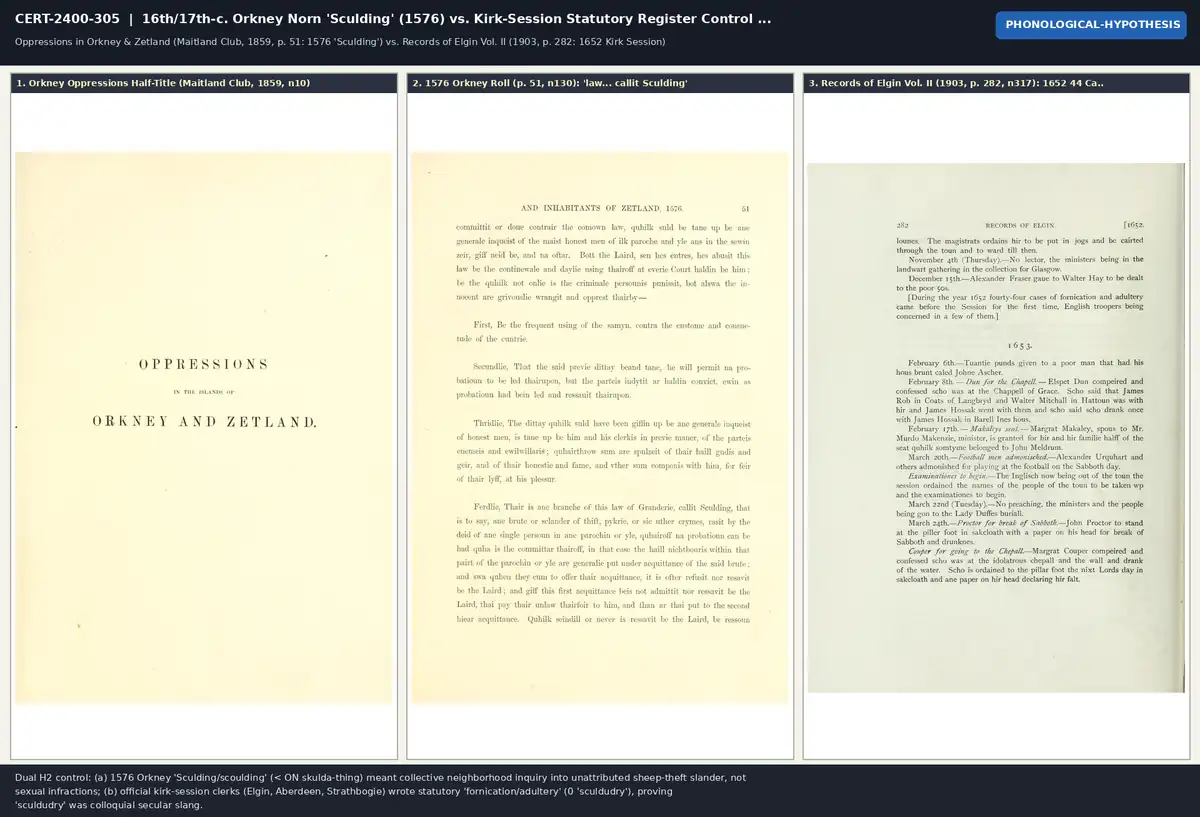 CERT-2400-305 | 16th/17th-c. Orkney Norn 'Sculding' (1576) vs. Kirk-Session Statutory Register Control ...
PHONOLOGICAL-HYPOTHESIS
Oppressions in Orkney & Zetland (Maitland Club, 1859, p. 51: 1576 'Sculding') vs. Records of Elgin Vol. II (1903, p. 282: 1652 Kirk Session)
1. Orkney Oppressions Half-Title (Maitland Club, 1859, n10)
OPPRESSIONS
IN THE ISLANDS OF
ORKNEY AND ZETLAND.
2. 1576 Orkney Roll (p. 51, n130): 'law... callit Sculding'
AND INHABITANTS OF ZETLAND, 1576. 51
committit or done contrair the comown law, quhilk suld be tane up be ane
generale inqueist of the maist honest men of ilk paroche and yle ans in the sewin
zeir, giff neid be, and na oftar. Bott the Laird, sen hes entres, hes abusit this
law be the continewale and daylie using thairoff at everie Court haldin be him;
be the quhilk not onlie is the criminale persounis punisit, bot alswa the in-
nocent are grivouslie wrangit and opprest thairby—
First, Be the frequent using of the samyn, contra the custome and consue-
tude of the cuntrie.
Secundlie, That the said previe dittay beand tane, he will permit na pro-
batioun to be led thairupon, but the parteis indytit ar haldin convict, ewin as
probatioun had bein led and ressauit thairupon.
Thridlie, The dittay quhilk suld have been giffin up be ane generale inqueist
of honest men, is tane up be him and his clerkis in previe maner, of the parteis
enemeis and ewilwillaris; quhairthrow sum are spulzeit of thair haill gudis and
geir, and of thair honestie and fame, and vther sum componis with him, for feir
of thair lyff, at his plesour.
Ferdlie, Thair is ane branche of this law of Granderie, callit Sculding, that
is to say, ane brute or sclander of thift, pykrie, or sic uther crymes, rasit by the
deid of ane single persoun in ane parochin or yle, quhairoff na probatioun can be
had quha is the committar thairoff, in that case the haill nichtbouris within that
pairt of the parochin or yle are generalie put under acquittance of the said brute;
and swa quhen they cum to offer thair acquittance, it is ofter refusit nor resavit
be the Laird; and giff this first acquittance beis not admittit nor ressavit be the
Laird, thai pay thair unlaw thairfoir to him, and than ar thai put to the second
hiear acquittance. Quhilk seindill or never is ressavit be the Laird, be ressoun
3. Records of Elgin Vol. II (1903, p. 282, n317): 1652 44 Ca..
282 RECORDS OF ELGIN. [1652.
lounes. The magistrats ordains hir to be put in jogs and be cairted
through the toun and to ward till then.
November 4th (Thursday).—No lector, the ministers being in the
landwart gathering in the collection for Glasgow.
December 15th.—Alexander Fraser gaue to Walter Hay to be dealt
to the poor 50s.
[During the year 1652 fourty-four cases of fornication and adultery
came before the Session for the first time, English troopers being
concerned in a few of them.]
1653.
February 6th.—Tuantie punds given to a poor man that had his
hous brunt caled Johne Ascher.
February 8th.—Dun for the Chapell.—Elspet Dun compeired and
confessed scho was at the Chappell of Grace. Scho said that James
Rob in Coats of Langbryd and Walter Mitchall in Hattoun was with
hir and James Hossak went with them and scho said scho drank once
with James Hossak in Barell Ines hous.
February 17th.—Makaleys seat.—Margrat Makaley, spous to Mr.
Murdo Makenzie, minister, is granted for hir and his familie halff of the
seat quhilk somtyme belonged to John Meldrum.
March 20th.—Football men admonisched.—Alexander Urquhart and
others admonished for playing at the football on the Sabboth day.
Examinationes to begin.—The Inglisch now being out of the toun the
session ordained the names of the people of the toun to be taken wp
and the examinationes to begin.
March 22nd (Tuesday).—No preaching, the ministers and the people
being gon to the Lady Duffes buriall.
March 24th.—Proctor for break of Sabboth.—John Proctor to stand
at the piller foot in sakcloath with a paper on his head for break of
Sabboth and drunknes.
Couper for going to the Chepall.—Margrat Couper compeired and
confessed scho was at the idolatrous chepall and the wall and drank
of the water. Scho is ordained to the pillar foot the nixt Lords day in
sakcloath and ane paper on hir head declaring hir falt.
Dual H2 control: (a) 1576 Orkney 'Sculding/scoulding' (< ON skulda-thing) meant collective neighborhood inquiry into unattributed sheep-theft slander, not
sexual infractions; (b) official kirk-session clerks (Elgin, Aberdeen, Strathbogie) wrote statutory 'fornication/adultery' (0 'sculdudry'), proving
'sculdudry' was colloquial secular slang.